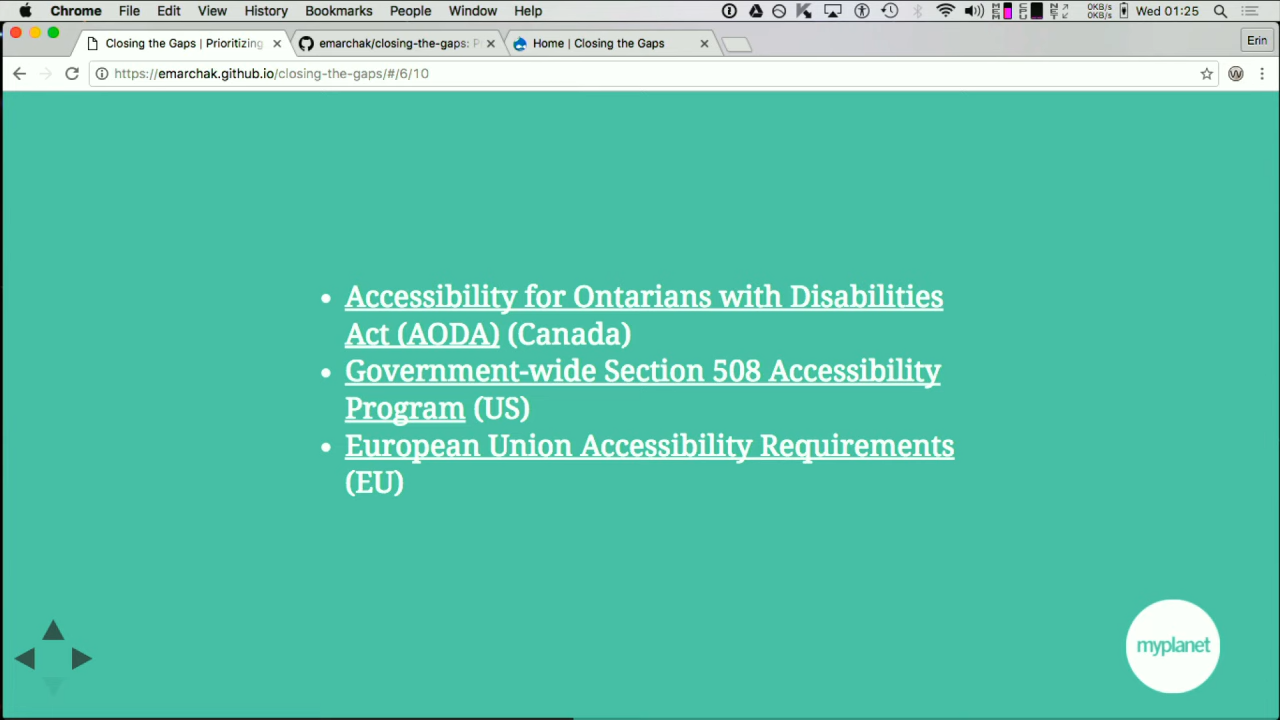 Chrome File Edit View History Bookmarks People Window Help 0KB/s 0KB/s Wed 01:25
Closing the Gaps | Prioritizing emarchak/closing-the-gaps: P Home | Closing the Gaps Erin
https://emarchak.github.io/closing-the-gaps/#/6/10
• Accessibility for Ontarians with Disabilities
Act (AODA) (Canada)
• Government-wide Section 508 Accessibility
Program (US)
• European Union Accessibility Requirements
(EU)
myplanet